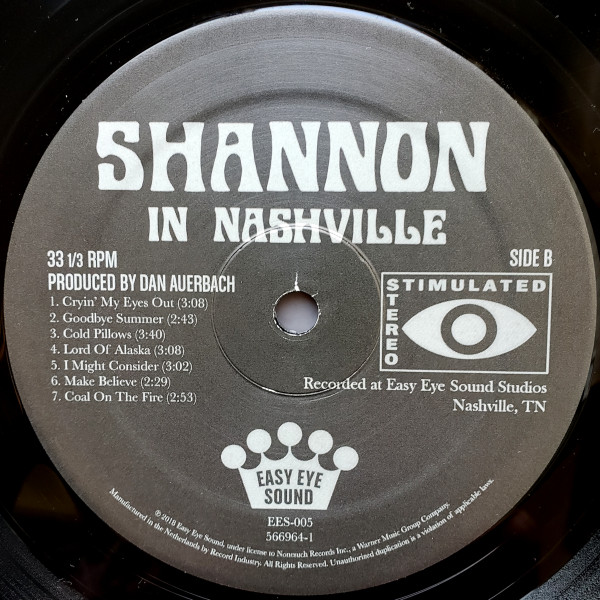 SHANNON
IN NASHVILLE
33 1/3 RPM
SIDE B
PRODUCED BY DAN AUERBACH
1. Cryin' My Eyes Out (3:08)
2. Goodbye Summer (2:43)
3. Cold Pillows (3:40)
4. Lord Of Alaska (3:08)
5. I Might Consider (3:02)
6. Make Believe (2:29)
7. Coal On The Fire (2:53)
STIMULATED
STEREO
Recorded at Easy Eye Sound Studios
Nashville, TN
EASY EYE
SOUND
EES-005
566964-1
℗ 2018 Easy Eye Sound, under license to Nonesuch Records Inc., a Warner Music Group Company.
Manufactured in the Netherlands by Record Industry. All Rights Reserved. Unauthorized duplication is a violation of applicable laws.